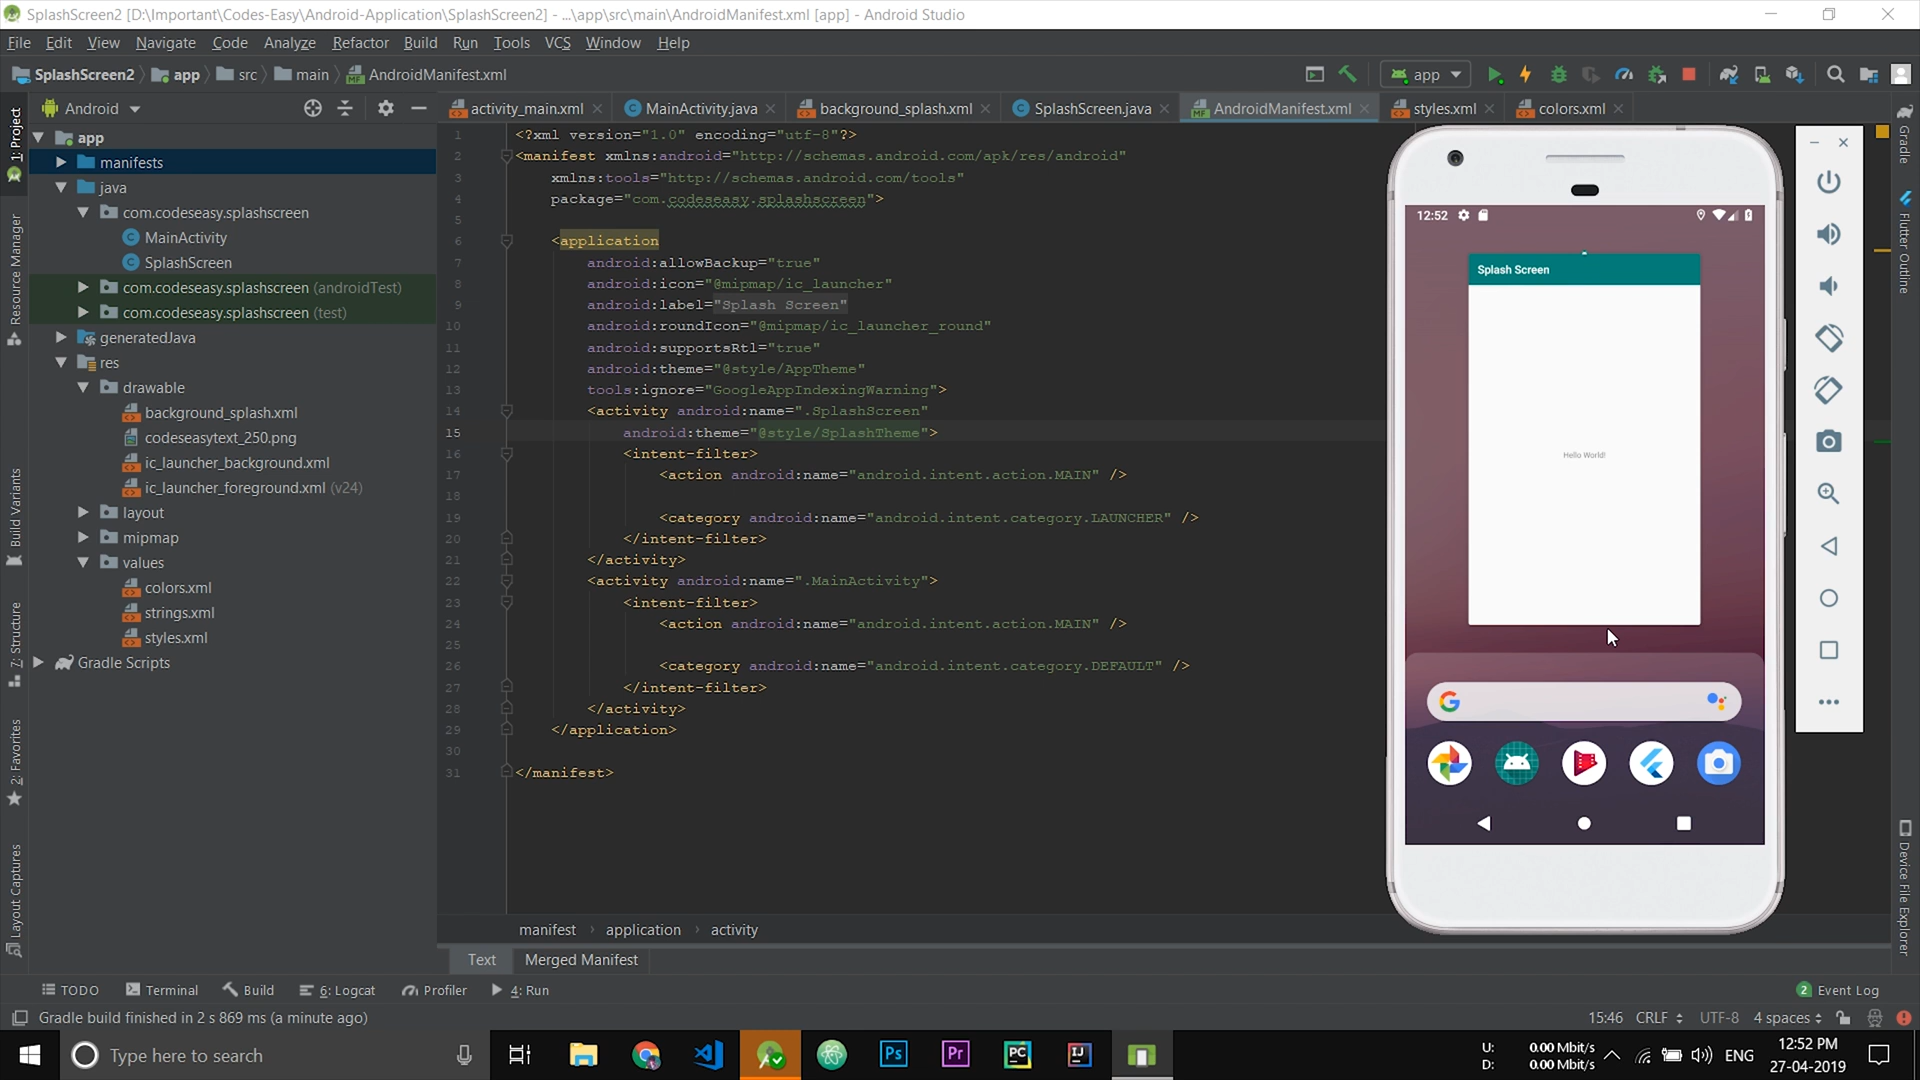 SplashScreen2 [D:\Important\Codes-Easy\Android-Application\SplashScreen2] - ...\app\src\main\AndroidManifest.xml [app] - Android Studio
File Edit View Navigate Code Analyze Refactor Build Run Tools VCS Window Help
SplashScreen2 app src main AndroidManifest.xml app
Android
activity_main.xml MainActivity.java background_splash.xml SplashScreen.java AndroidManifest.xml styles.xml colors.xml
1: Project
Resource Manager
Build Variants
7: Structure
2: Favorites
Layout Captures
app
manifests
java
com.codeseasy.splashscreen
MainActivity
SplashScreen
com.codeseasy.splashscreen (androidTest)
com.codeseasy.splashscreen (test)
generatedJava
res
drawable
background_splash.xml
codeseasytext_250.png
ic_launcher_background.xml
ic_launcher_foreground.xml (v24)
layout
mipmap
values
colors.xml
strings.xml
styles.xml
Gradle Scripts
1 <?xml version="1.0" encoding="utf-8"?>
2 <manifest xmlns:android="http://schemas.android.com/apk/res/android"
3 xmlns:tools="http://schemas.android.com/tools"
4 package="com.codeseasy.splashscreen">
5
6 <application
7 android:allowBackup="true"
8 android:icon="@mipmap/ic_launcher"
9 android:label="Splash Screen"
10 android:roundIcon="@mipmap/ic_launcher_round"
11 android:supportsRtl="true"
12 android:theme="@style/AppTheme"
13 tools:ignore="GoogleAppIndexingWarning">
14 <activity android:name=".SplashScreen"
15 android:theme="@style/SplashTheme">
16 <intent-filter>
17 <action android:name="android.intent.action.MAIN" />
18
19 <category android:name="android.intent.category.LAUNCHER" />
20 </intent-filter>
21 </activity>
22 <activity android:name=".MainActivity">
23 <intent-filter>
24 <action android:name="android.intent.action.MAIN" />
25
26 <category android:name="android.intent.category.DEFAULT" />
27 </intent-filter>
28 </activity>
29 </application>
30
31 </manifest>
12:52
Splash Screen
Hello World!
Gradle
Flutter Outline
Device File Explorer
manifest application activity
Text Merged Manifest
TODO Terminal Build 6: Logcat Profiler 4: Run 2 Event Log
Gradle build finished in 2 s 869 ms (a minute ago) 15:46 CRLF UTF-8 4 spaces
Type here to search
Ps Pr PC IJ
U: 0.00 Mbit/s
D: 0.00 Mbit/s
ENG
12:52 PM
27-04-2019